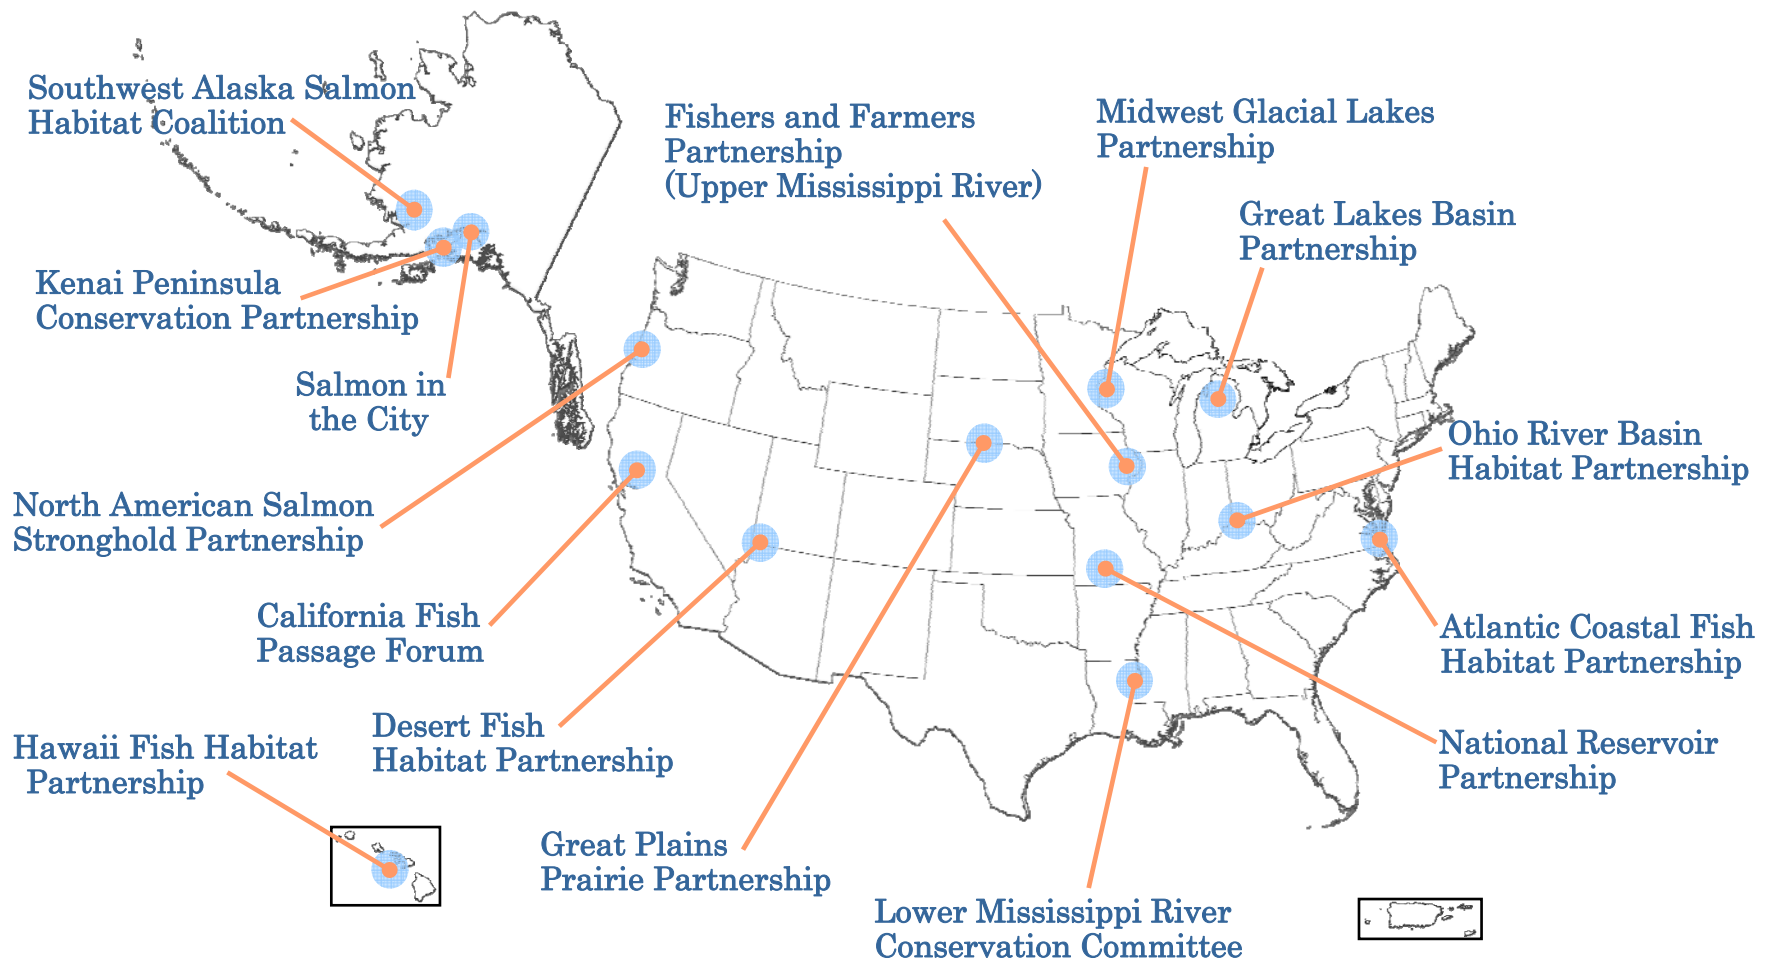 Southwest Alaska Salmon
Habitat Coalition
Fishers and Farmers
Partnership
(Upper Mississippi River)
Midwest Glacial Lakes
Partnership
Great Lakes Basin
Partnership
Kenai Peninsula
Conservation Partnership
Salmon in
the City
Ohio River Basin
Habitat Partnership
North American Salmon
Stronghold Partnership
California Fish
Passage Forum
Atlantic Coastal Fish
Habitat Partnership
Desert Fish
Habitat Partnership
Hawaii Fish Habitat
Partnership
National Reservoir
Partnership
Great Plains
Prairie Partnership
Lower Mississippi River
Conservation Committee